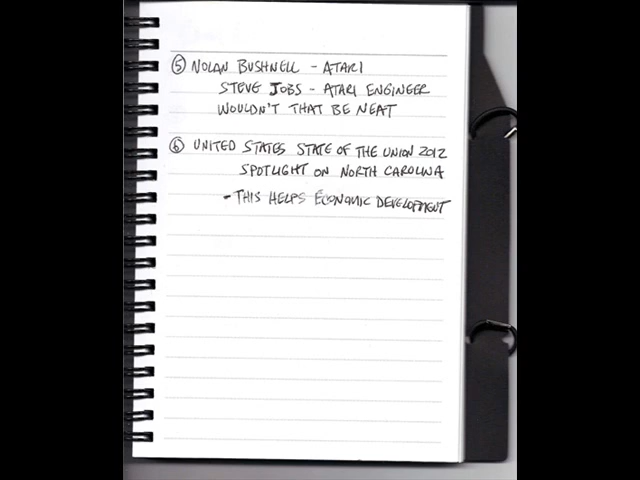 ⑤ NOLAN BUSHNELL - ATARI
STEVE JOBS - ATARI ENGINEER
WOULDN'T THAT BE NEAT
⑥ UNITED STATES STATE OF THE UNION 2012
SPOTLIGHT ON NORTH CAROLINA
- THIS HELPS ECONOMIC DEVELOPMENT